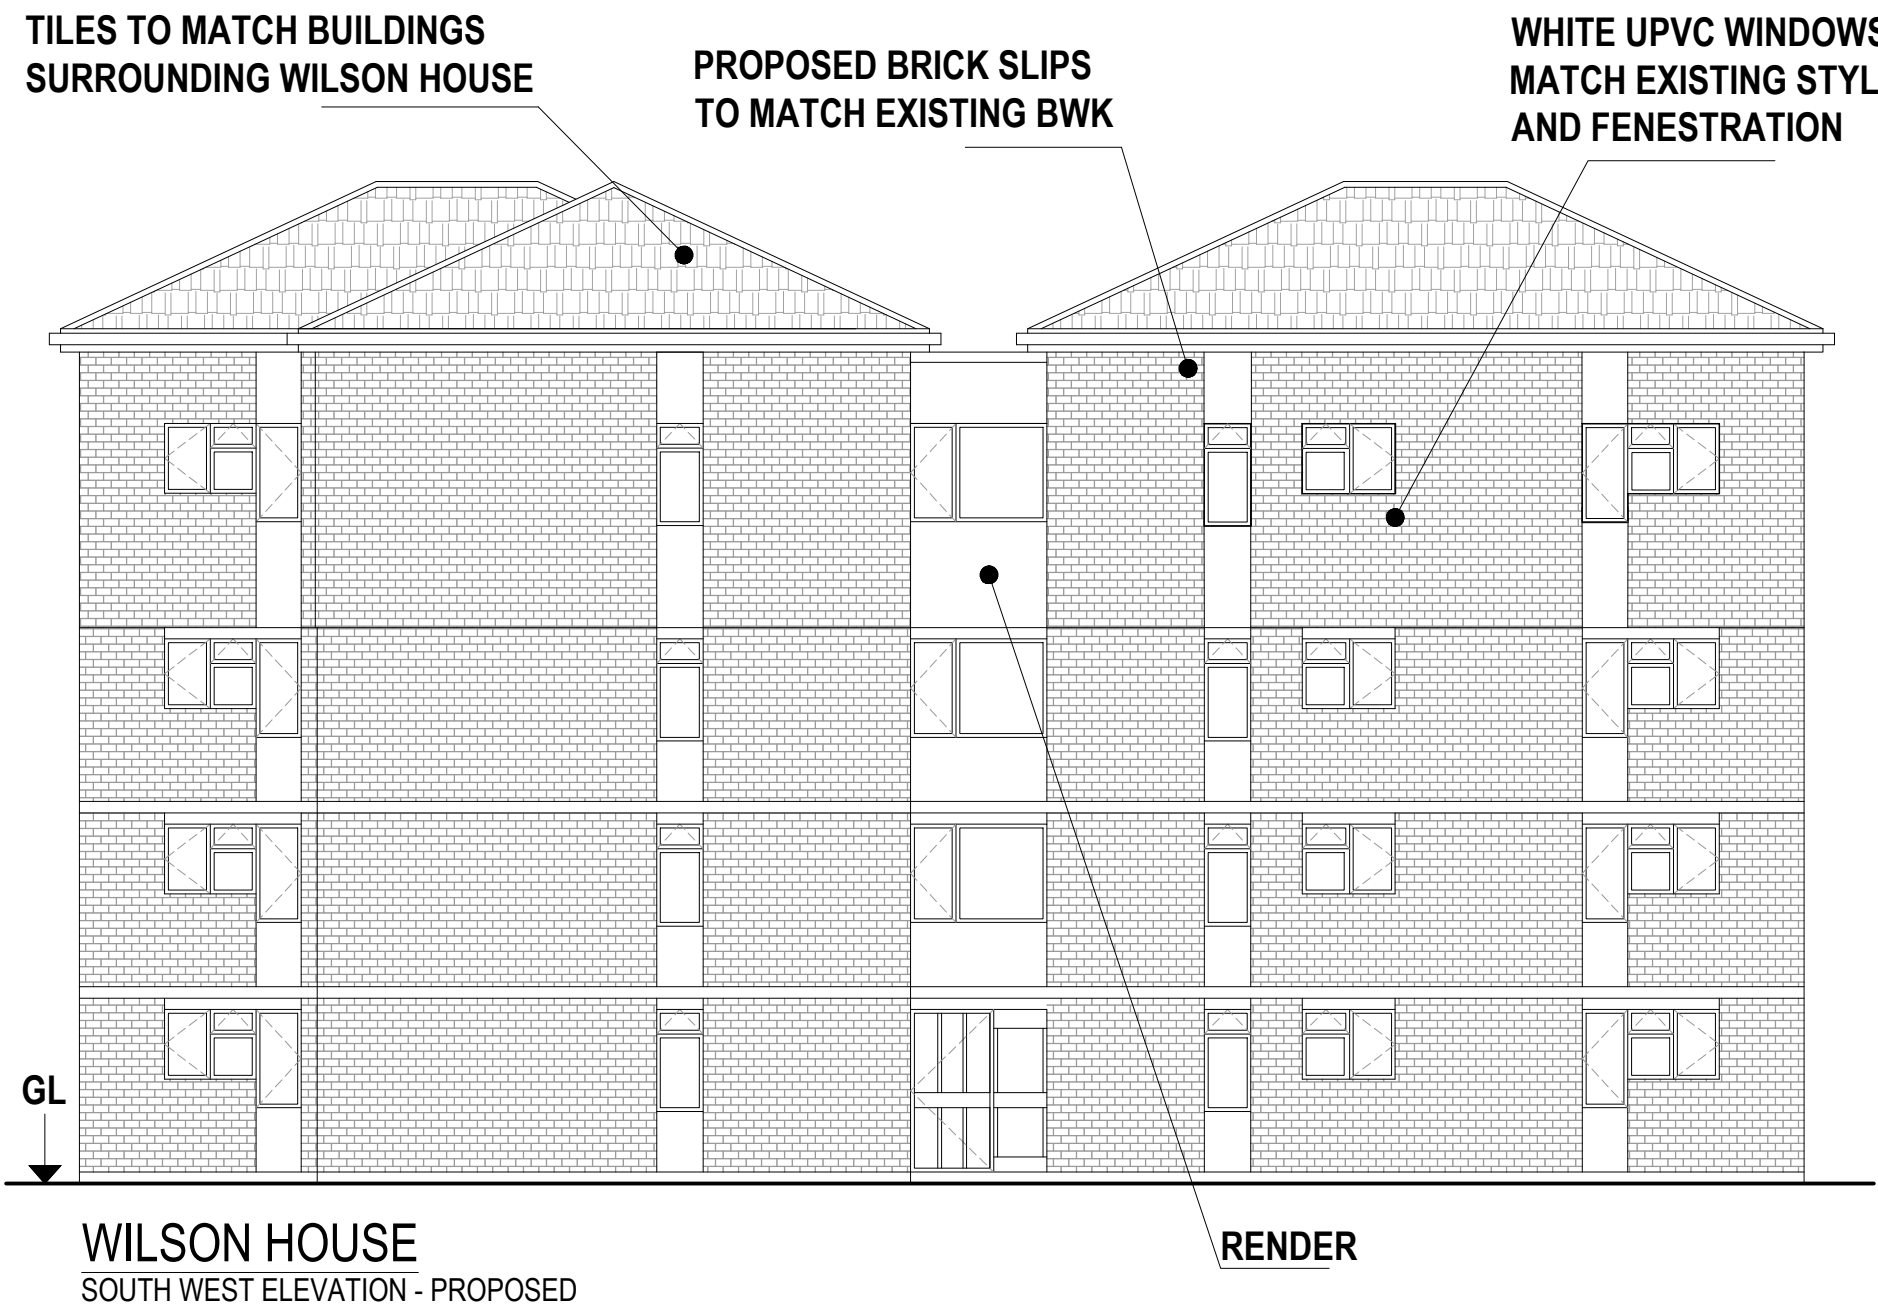 TILES TO MATCH BUILDINGS
SURROUNDING WILSON HOUSE
PROPOSED BRICK SLIPS
TO MATCH EXISTING BWK
WHITE UPVC WINDOWS
MATCH EXISTING STYL
AND FENESTRATION
GL
RENDER
WILSON HOUSE
SOUTH WEST ELEVATION - PROPOSED